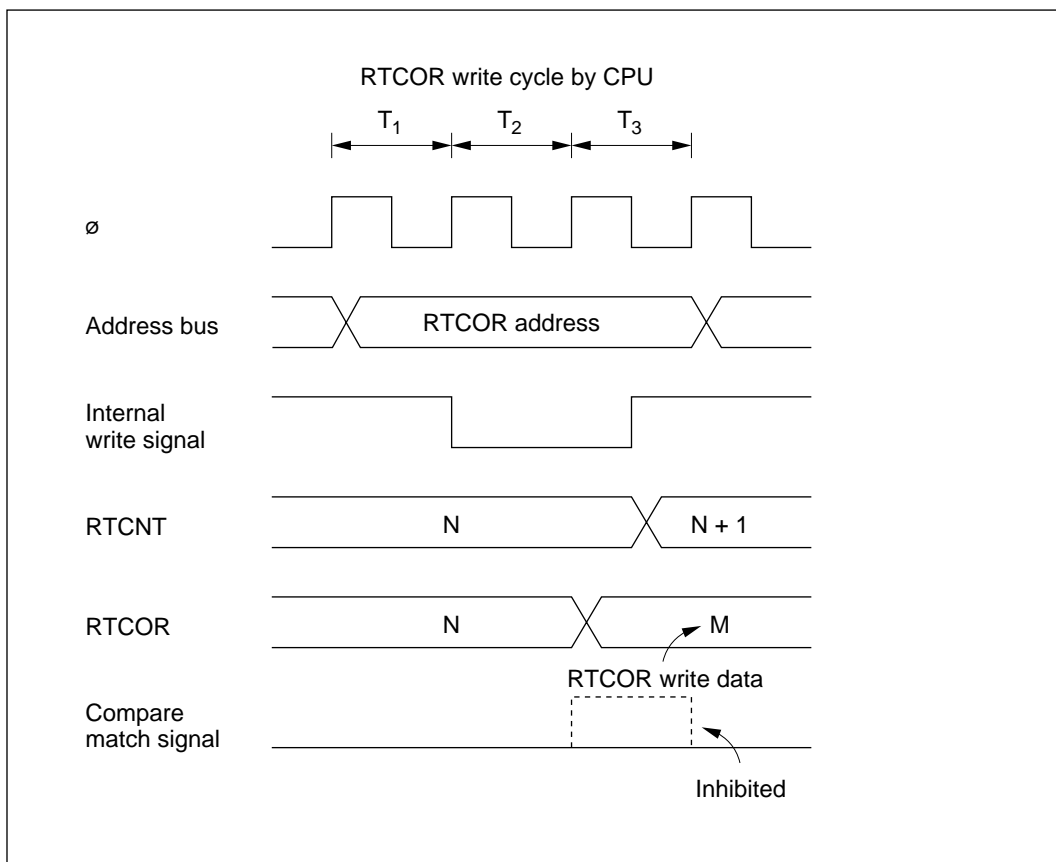 RTCOR write cycle by CPU
T1 T2 T3
ø
Address bus
RTCOR address
Internal
write signal
RTCNT
N
N + 1
RTCOR
N
M
RTCOR write data
Compare
match signal
Inhibited